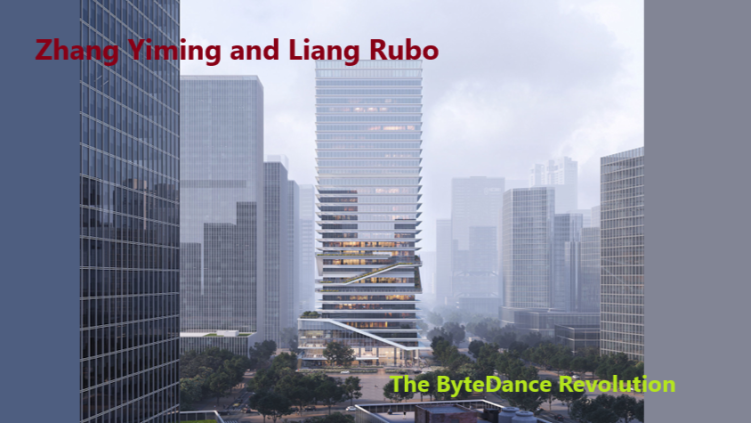 Zhang Yiming and Liang Rubo
The ByteDance Revolution